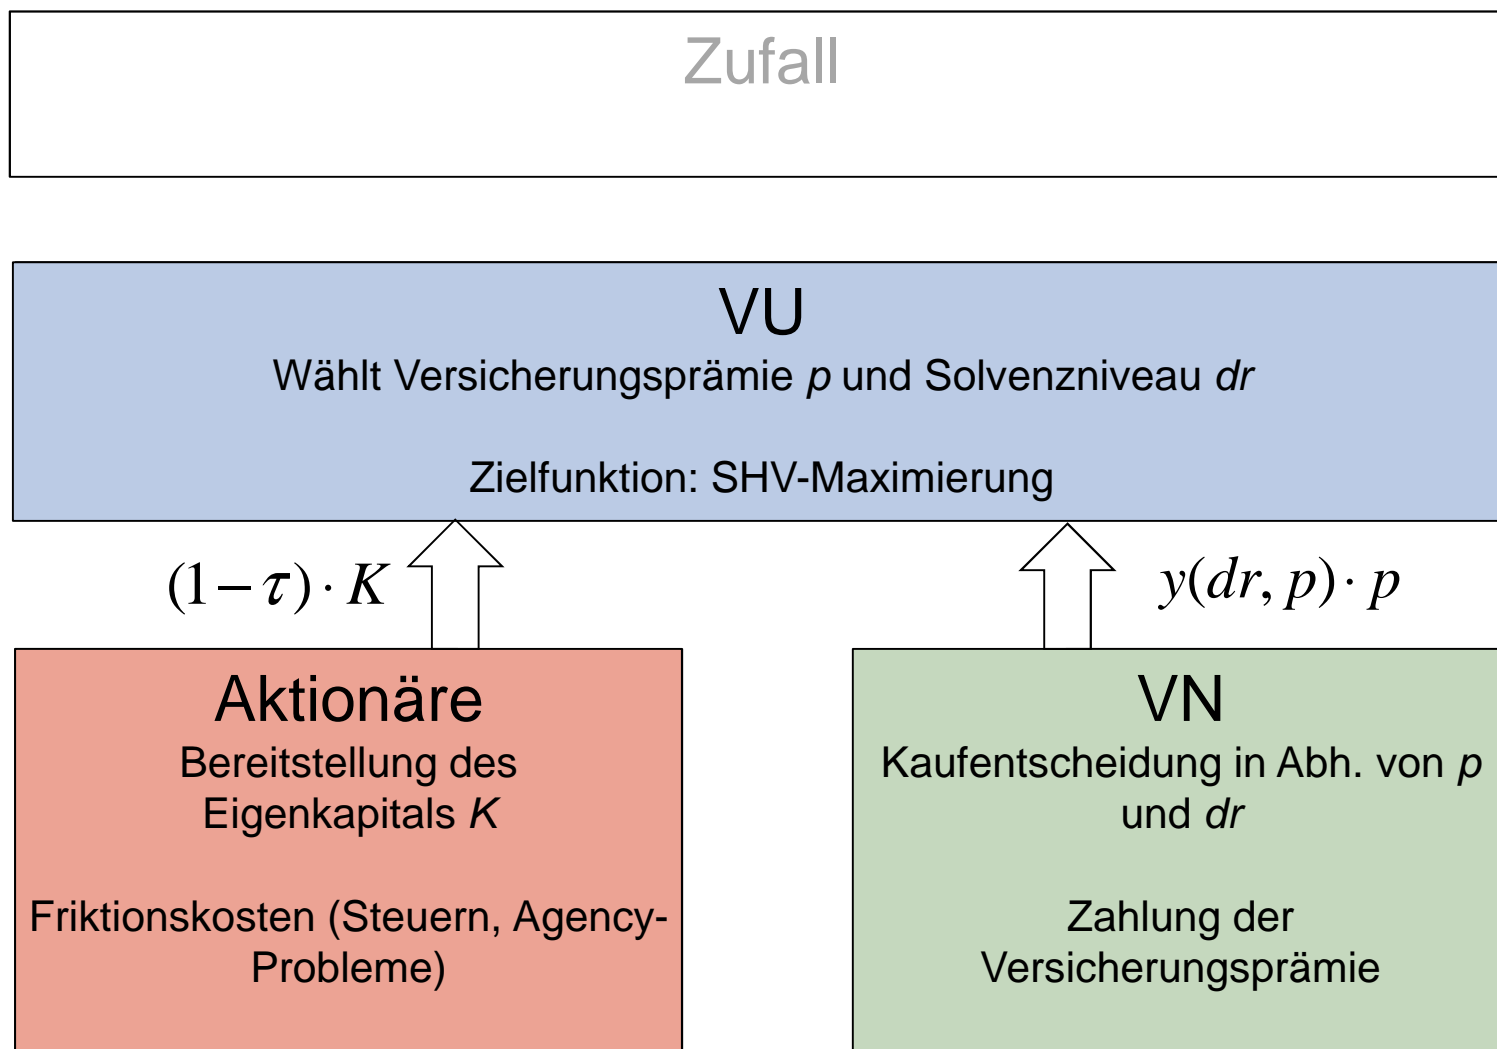 Zufall
VU
Wählt Versicherungsprämie p und Solvenzniveau dr
Zielfunktion: SHV-Maximierung
(1−τ)· K
y(dr, p)· p
Aktionäre
Bereitstellung des
Eigenkapitals K
Friktionskosten (Steuern, Agency-
Probleme)
VN
Kaufentscheidung in Abh. von p
und dr
Zahlung der
Versicherungsprämie